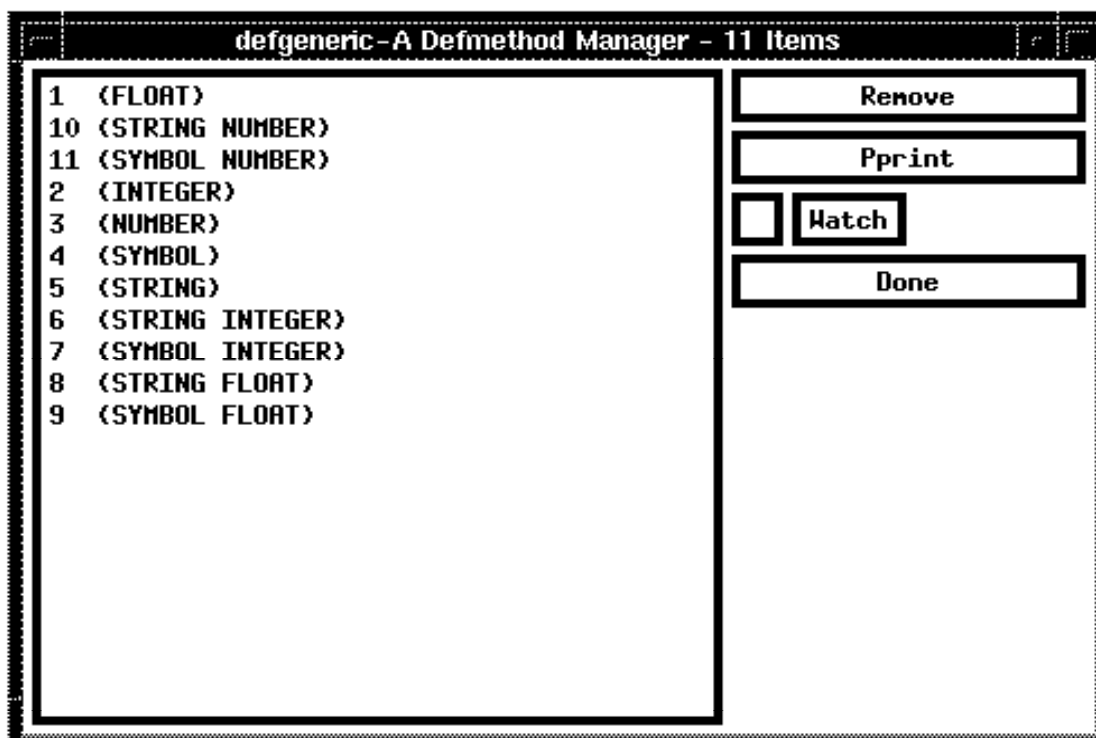 defgeneric-A Defmethod Manager - 11 Items
1 (FLOAT)
10 (STRING NUMBER)
11 (SYMBOL NUMBER)
2 (INTEGER)
3 (NUMBER)
4 (SYMBOL)
5 (STRING)
6 (STRING INTEGER)
7 (SYMBOL INTEGER)
8 (STRING FLOAT)
9 (SYMBOL FLOAT)
Remove
Pprint
Watch
Done